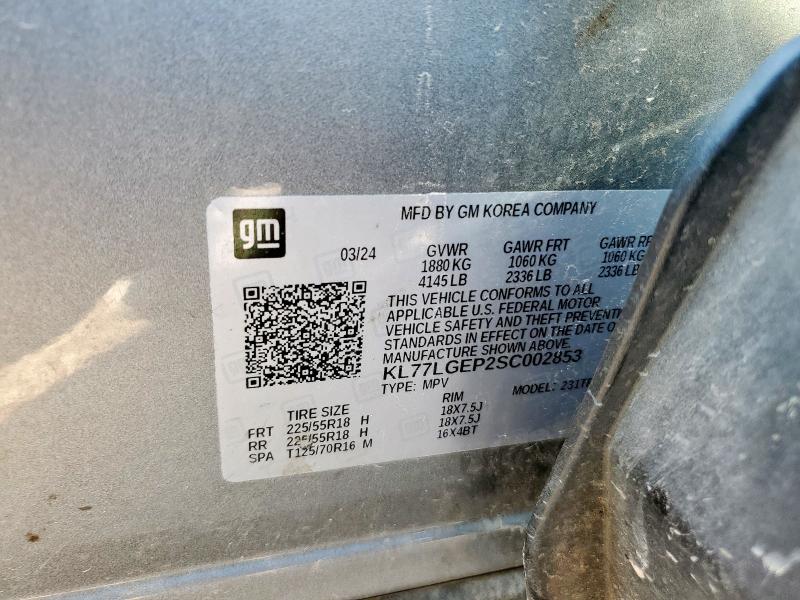 gm
MFD BY GM KOREA COMPANY
03/24
GVWR GAWR FRT GAWR
1880 KG 1060 KG 1060 KG
4145 LB 2336 LB 2336 LB
THIS VEHICLE CONFORMS TO ALL
APPLICABLE U.S. FEDERAL MOTOR
VEHICLE SAFETY AND THEFT
STANDARDS IN EFFECT ON THE DATE
MANUFACTURE SHOWN ABOVE.
KL77LGEP2SC002853
TYPE: MPV MODEL:
TIRE SIZE RIM
FRT 225/55R18 H 18X7.5J
RR 225/55R18 H 18X7.5J
SPA T125/70R16 M 16X4BT